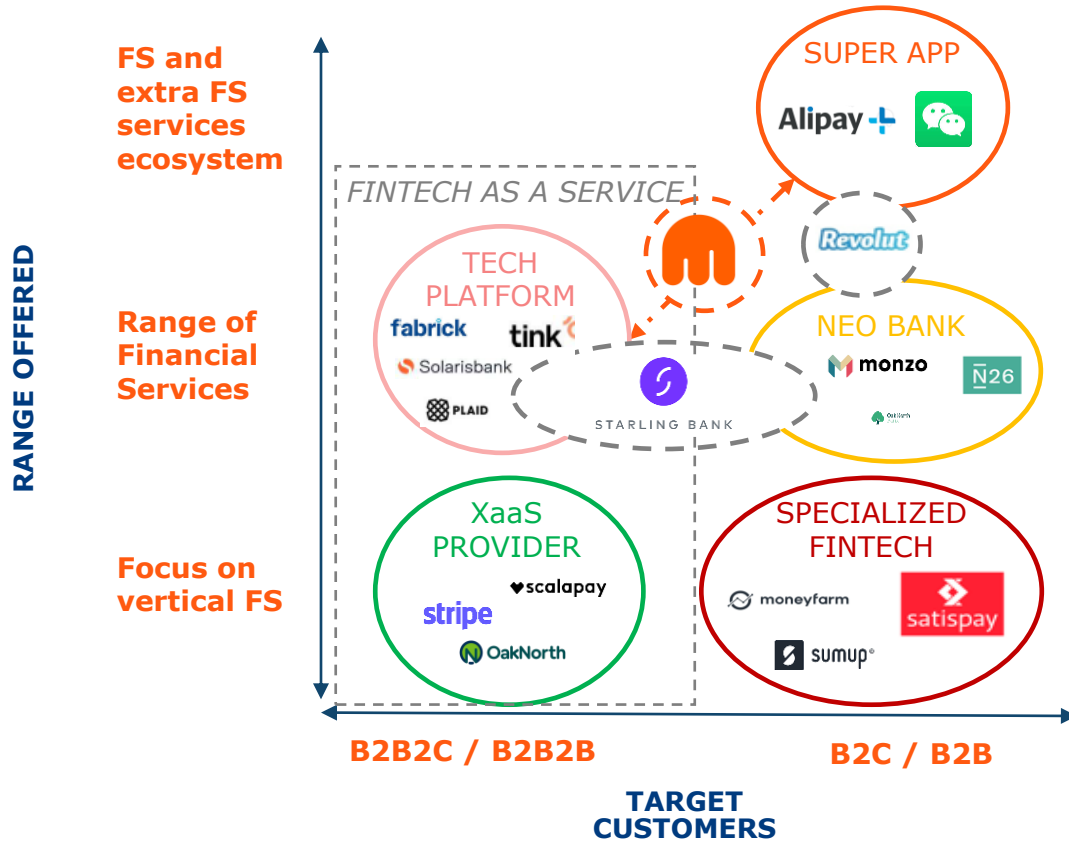 FS and
extra FS
services
ecosystem
SUPER APP
Alipay
FINTECH AS A SERVICE
Revolut
RANGE OFFERED
Range of
Financial
Services
TECH
PLATFORM
fabrick
tink
Solarisbank
PLAID
STARLING BANK
NEO BANK
monzo
N26
OakNorth
Focus on
vertical FS
XaaS
PROVIDER
scalapay
stripe
OakNorth
SPECIALIZED
FINTECH
moneyfarm
satispay
sumup®
B2B2C / B2B2B
B2C / B2B
TARGET
CUSTOMERS